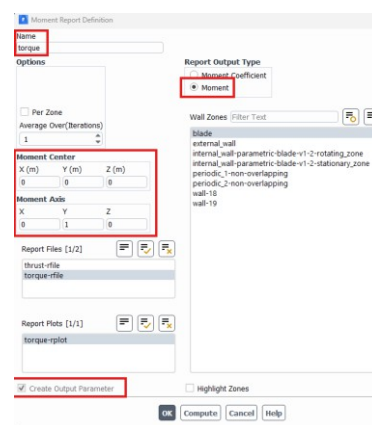 Moment Report Definition
Name
torque
Options
Report Output Type
Moment Coefficient
Moment
Per Zone
Average Over(Iterations)
1
Wall Zones Filter Text
blade
external_wall
internal_wall-parametric-blade-v1-2-rotating_zone
internal_wall-parametric-blade-v1-2-stationary_zone
periodic_1-non-overlapping
periodic_2-non-overlapping
wall-18
wall-19
Moment Center
X (m) Y (m) Z (m)
0 0 0
Moment Axis
X Y Z
0 1 0
Report Files [1/2]
thrust-rfile
torque-rfile
Report Plots [1/1]
torque-rplot
Create Output Parameter
Highlight Zones
OK Compute Cancel Help